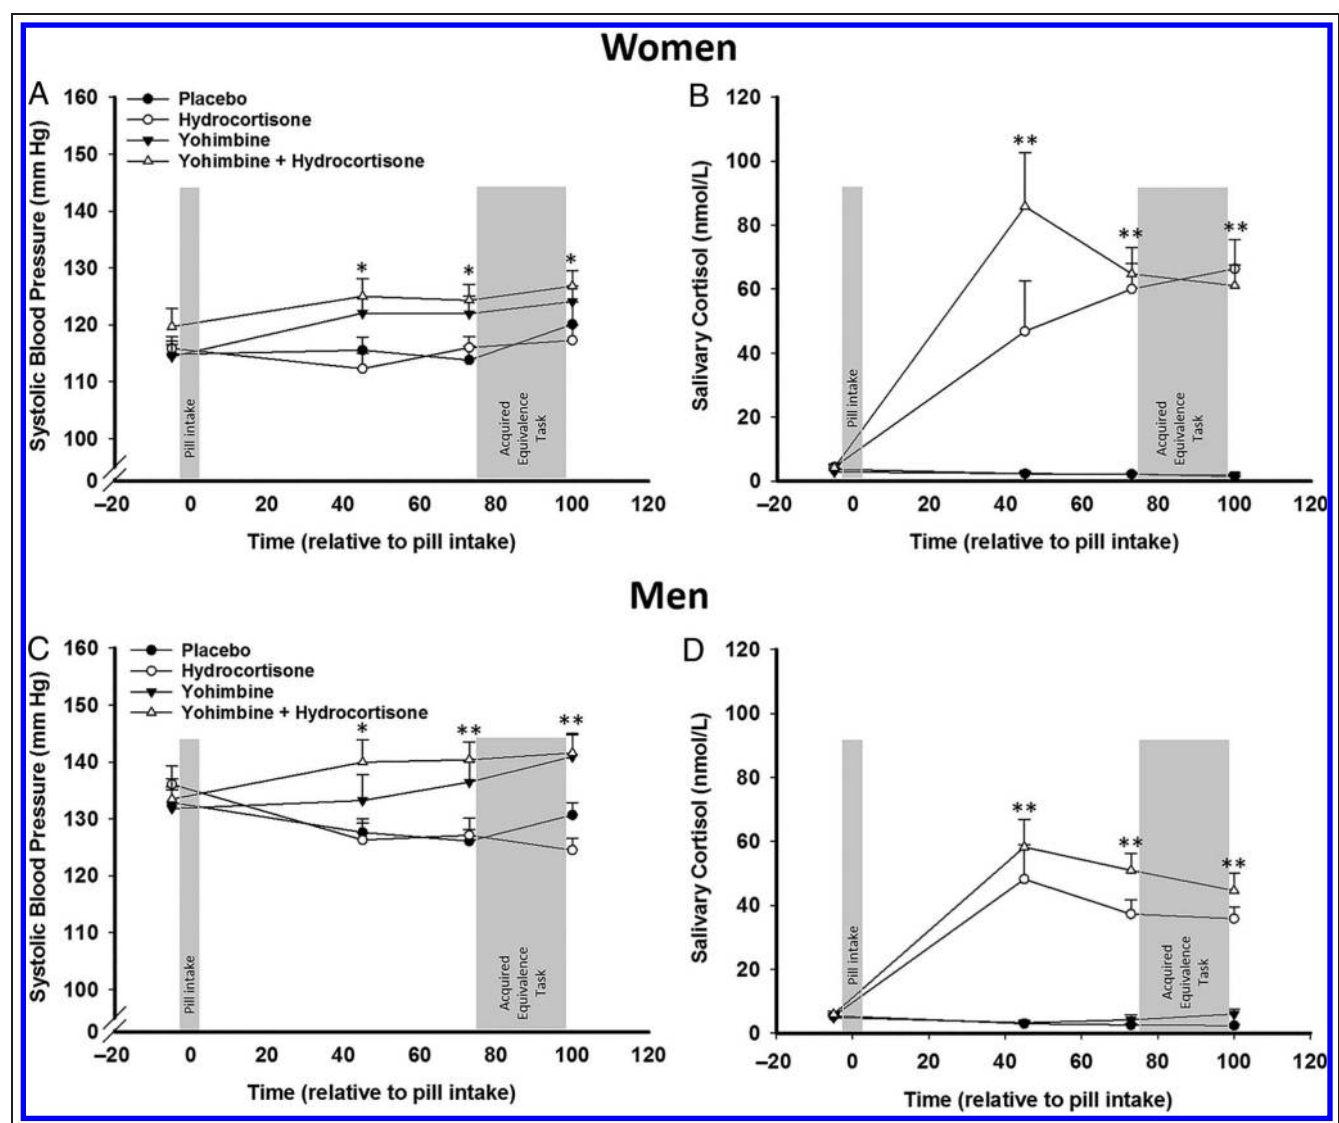 Women
A
160
150
140
130
120
110
100
0
Systolic Blood Pressure (mm Hg)
Placebo
Hydrocortisone
Yohimbine
Yohimbine + Hydrocortisone
*
*
*
Pill intake
Acquired
Equivalence
Task
–20 0 20 40 60 80 100 120
Time (relative to pill intake)
B
120
100
80
60
40
20
0
Salivary Cortisol (nmol/L)
**
**
**
Pill intake
Acquired
Equivalence
Task
–20 0 20 40 60 80 100 120
Time (relative to pill intake)
Men
C
160
150
140
130
120
110
100
0
Systolic Blood Pressure (mm Hg)
Placebo
Hydrocortisone
Yohimbine
Yohimbine + Hydrocortisone
*
**
**
Pill intake
Acquired
Equivalence
Task
–20 0 20 40 60 80 100 120
Time (relative to pill intake)
D
120
100
80
60
40
20
0
Salivary Cortisol (nmol/L)
**
**
**
Pill intake
Acquired
Equivalence
Task
–20 0 20 40 60 80 100 120
Time (relative to pill intake)